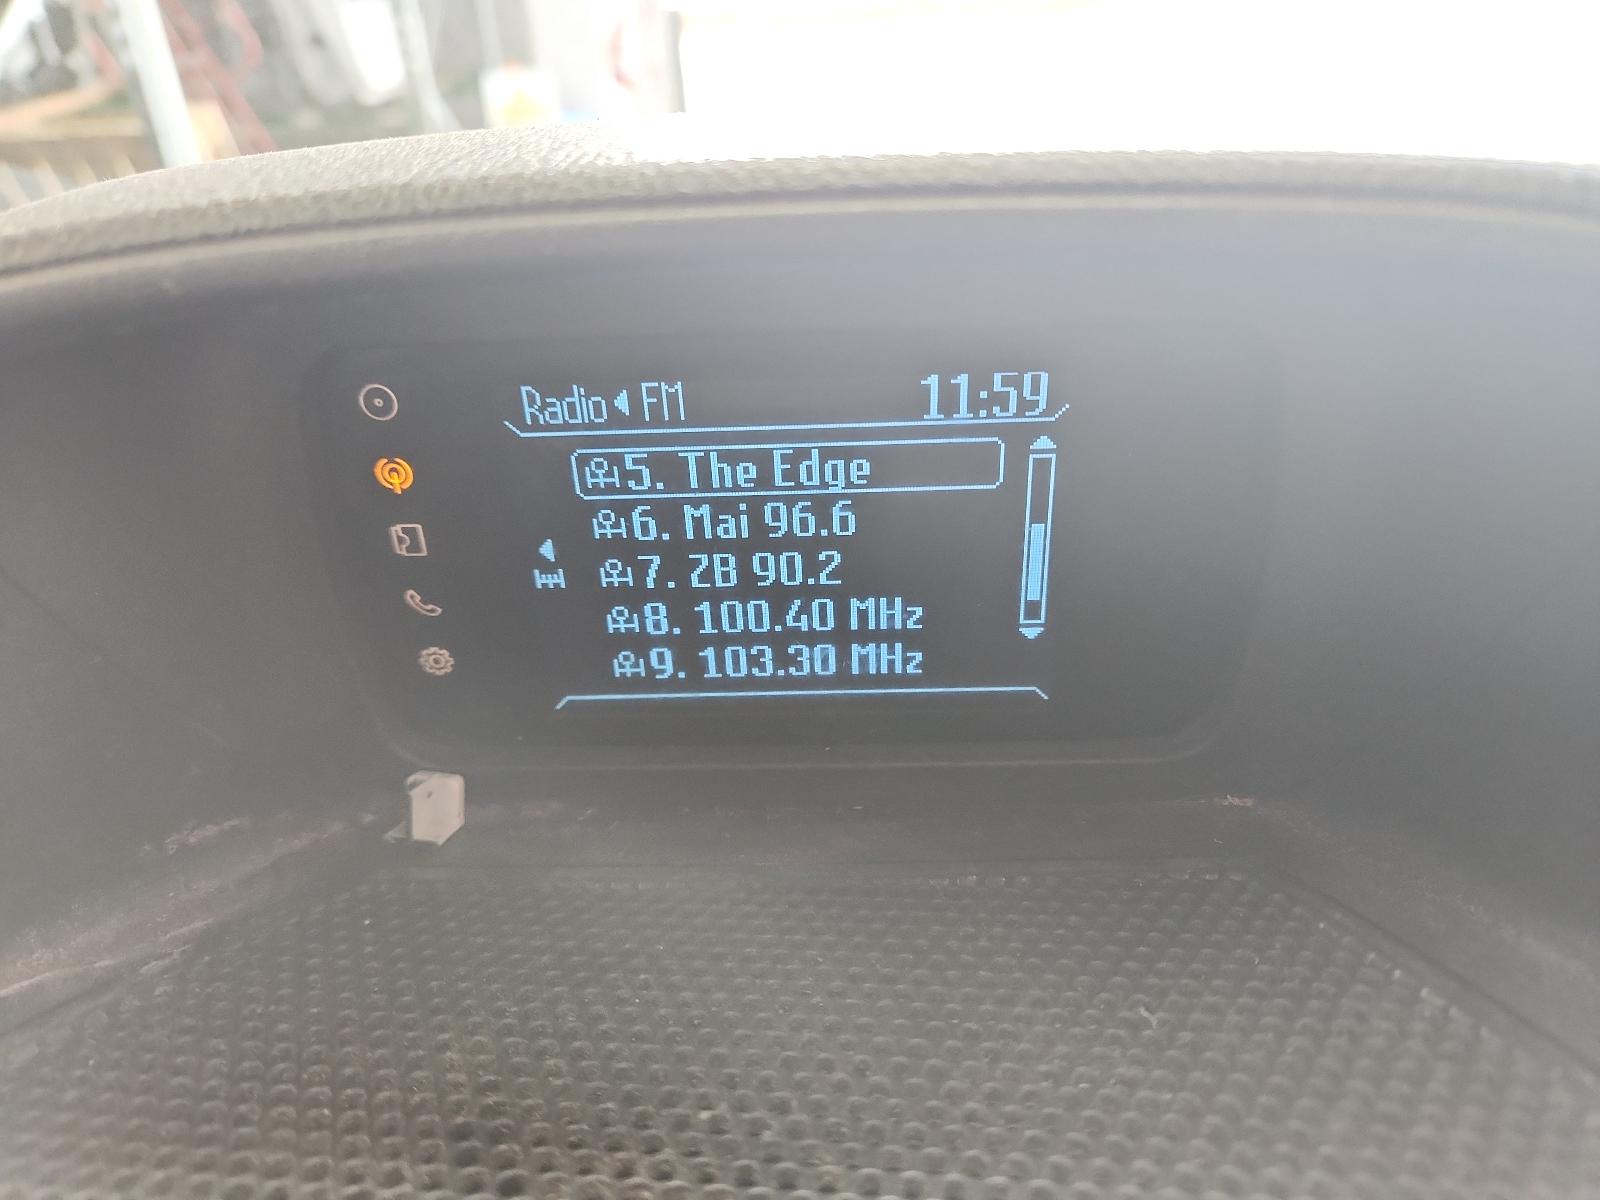 Radio FM 11:59
5. The Edge
6. Mai 96.6
7. ZB 90.2
8. 100.40 MHz
9. 103.30 MHz